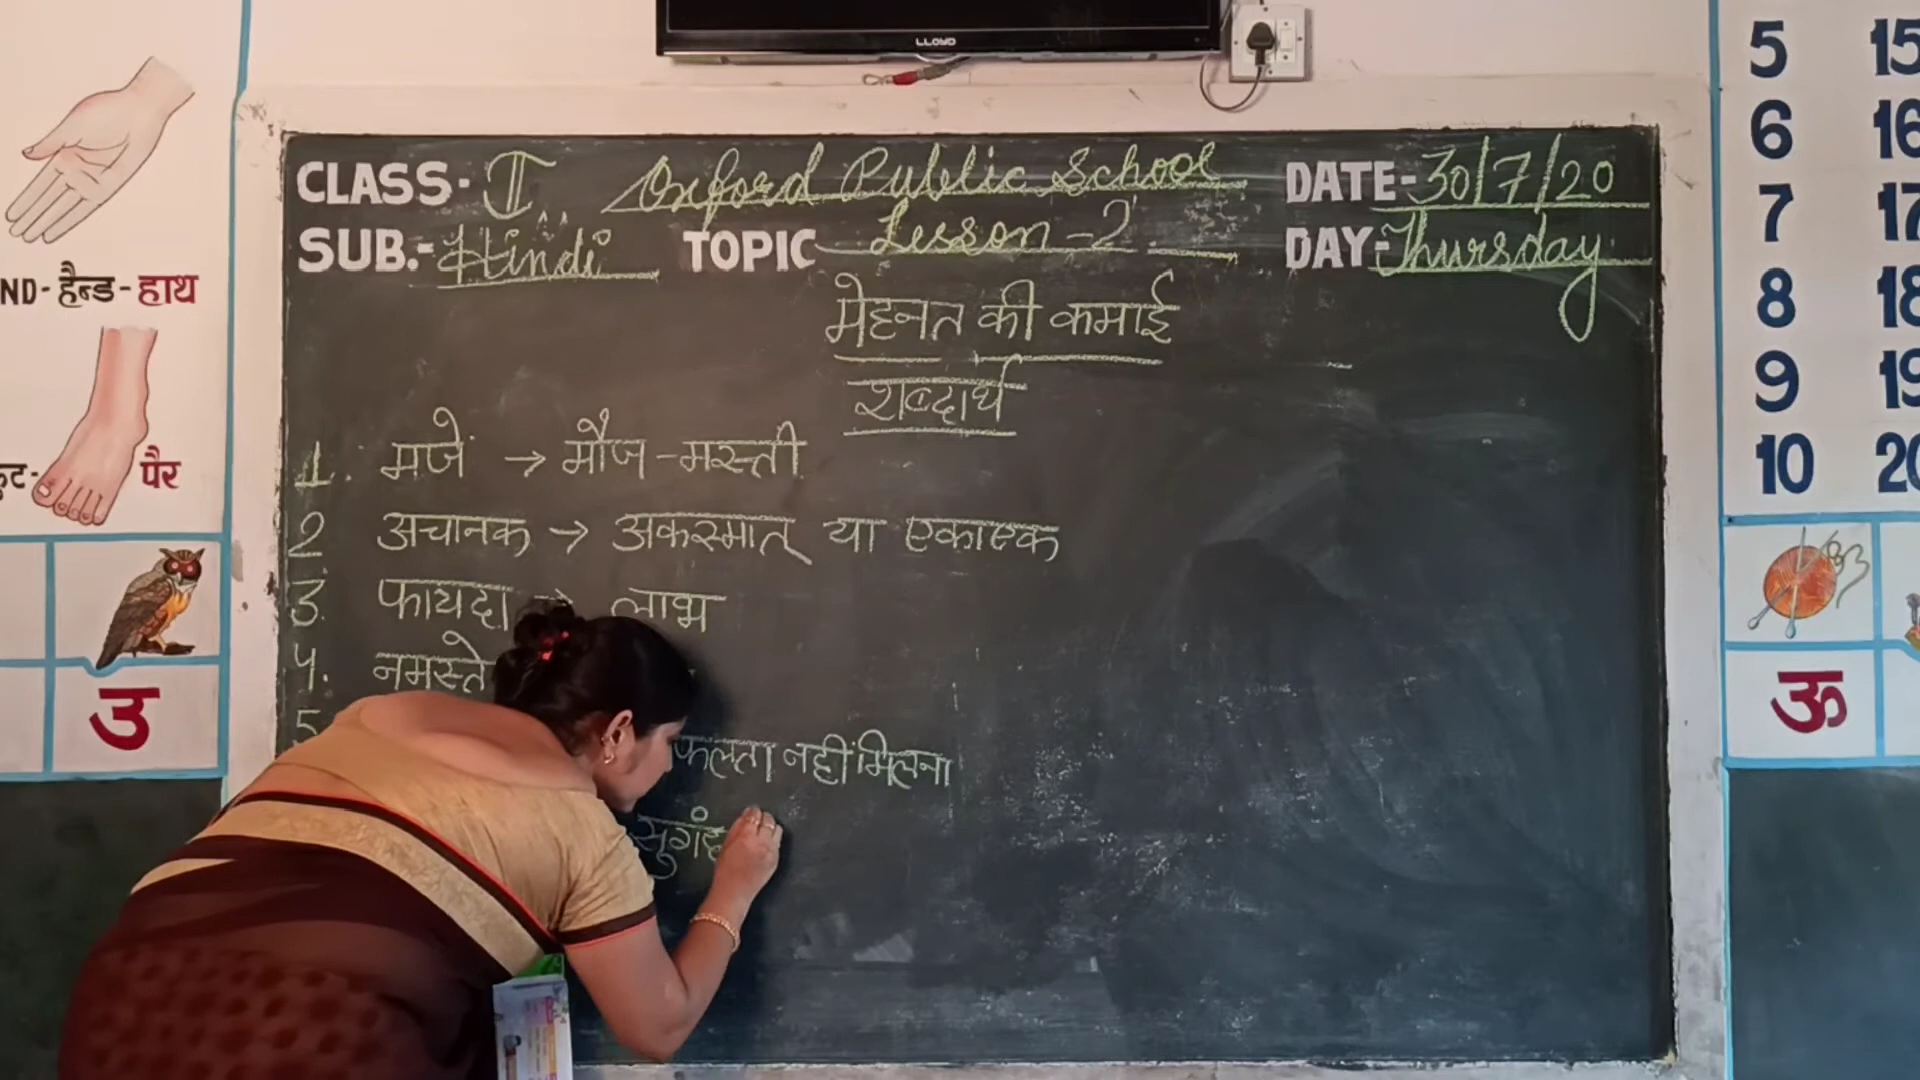 LLOYD
CLASS- I Oxford Public School DATE- 30/7/20
SUB.- Hindi TOPIC Lesson-2 DAY- Thursday
मेहनत की कमाई
शब्दार्थ
1. मजे → मौज-मस्ती
2 अचानक → अकस्मात् या एकाएक
3. फायदा → लाभ
4. नमस्ते
5
फलता नहीं मिलना
सुगंध
ND-हैन्ड-हाथ
पैर
उ
5 15
6 16
7 17
8 18
9 19
10 20
ऊ